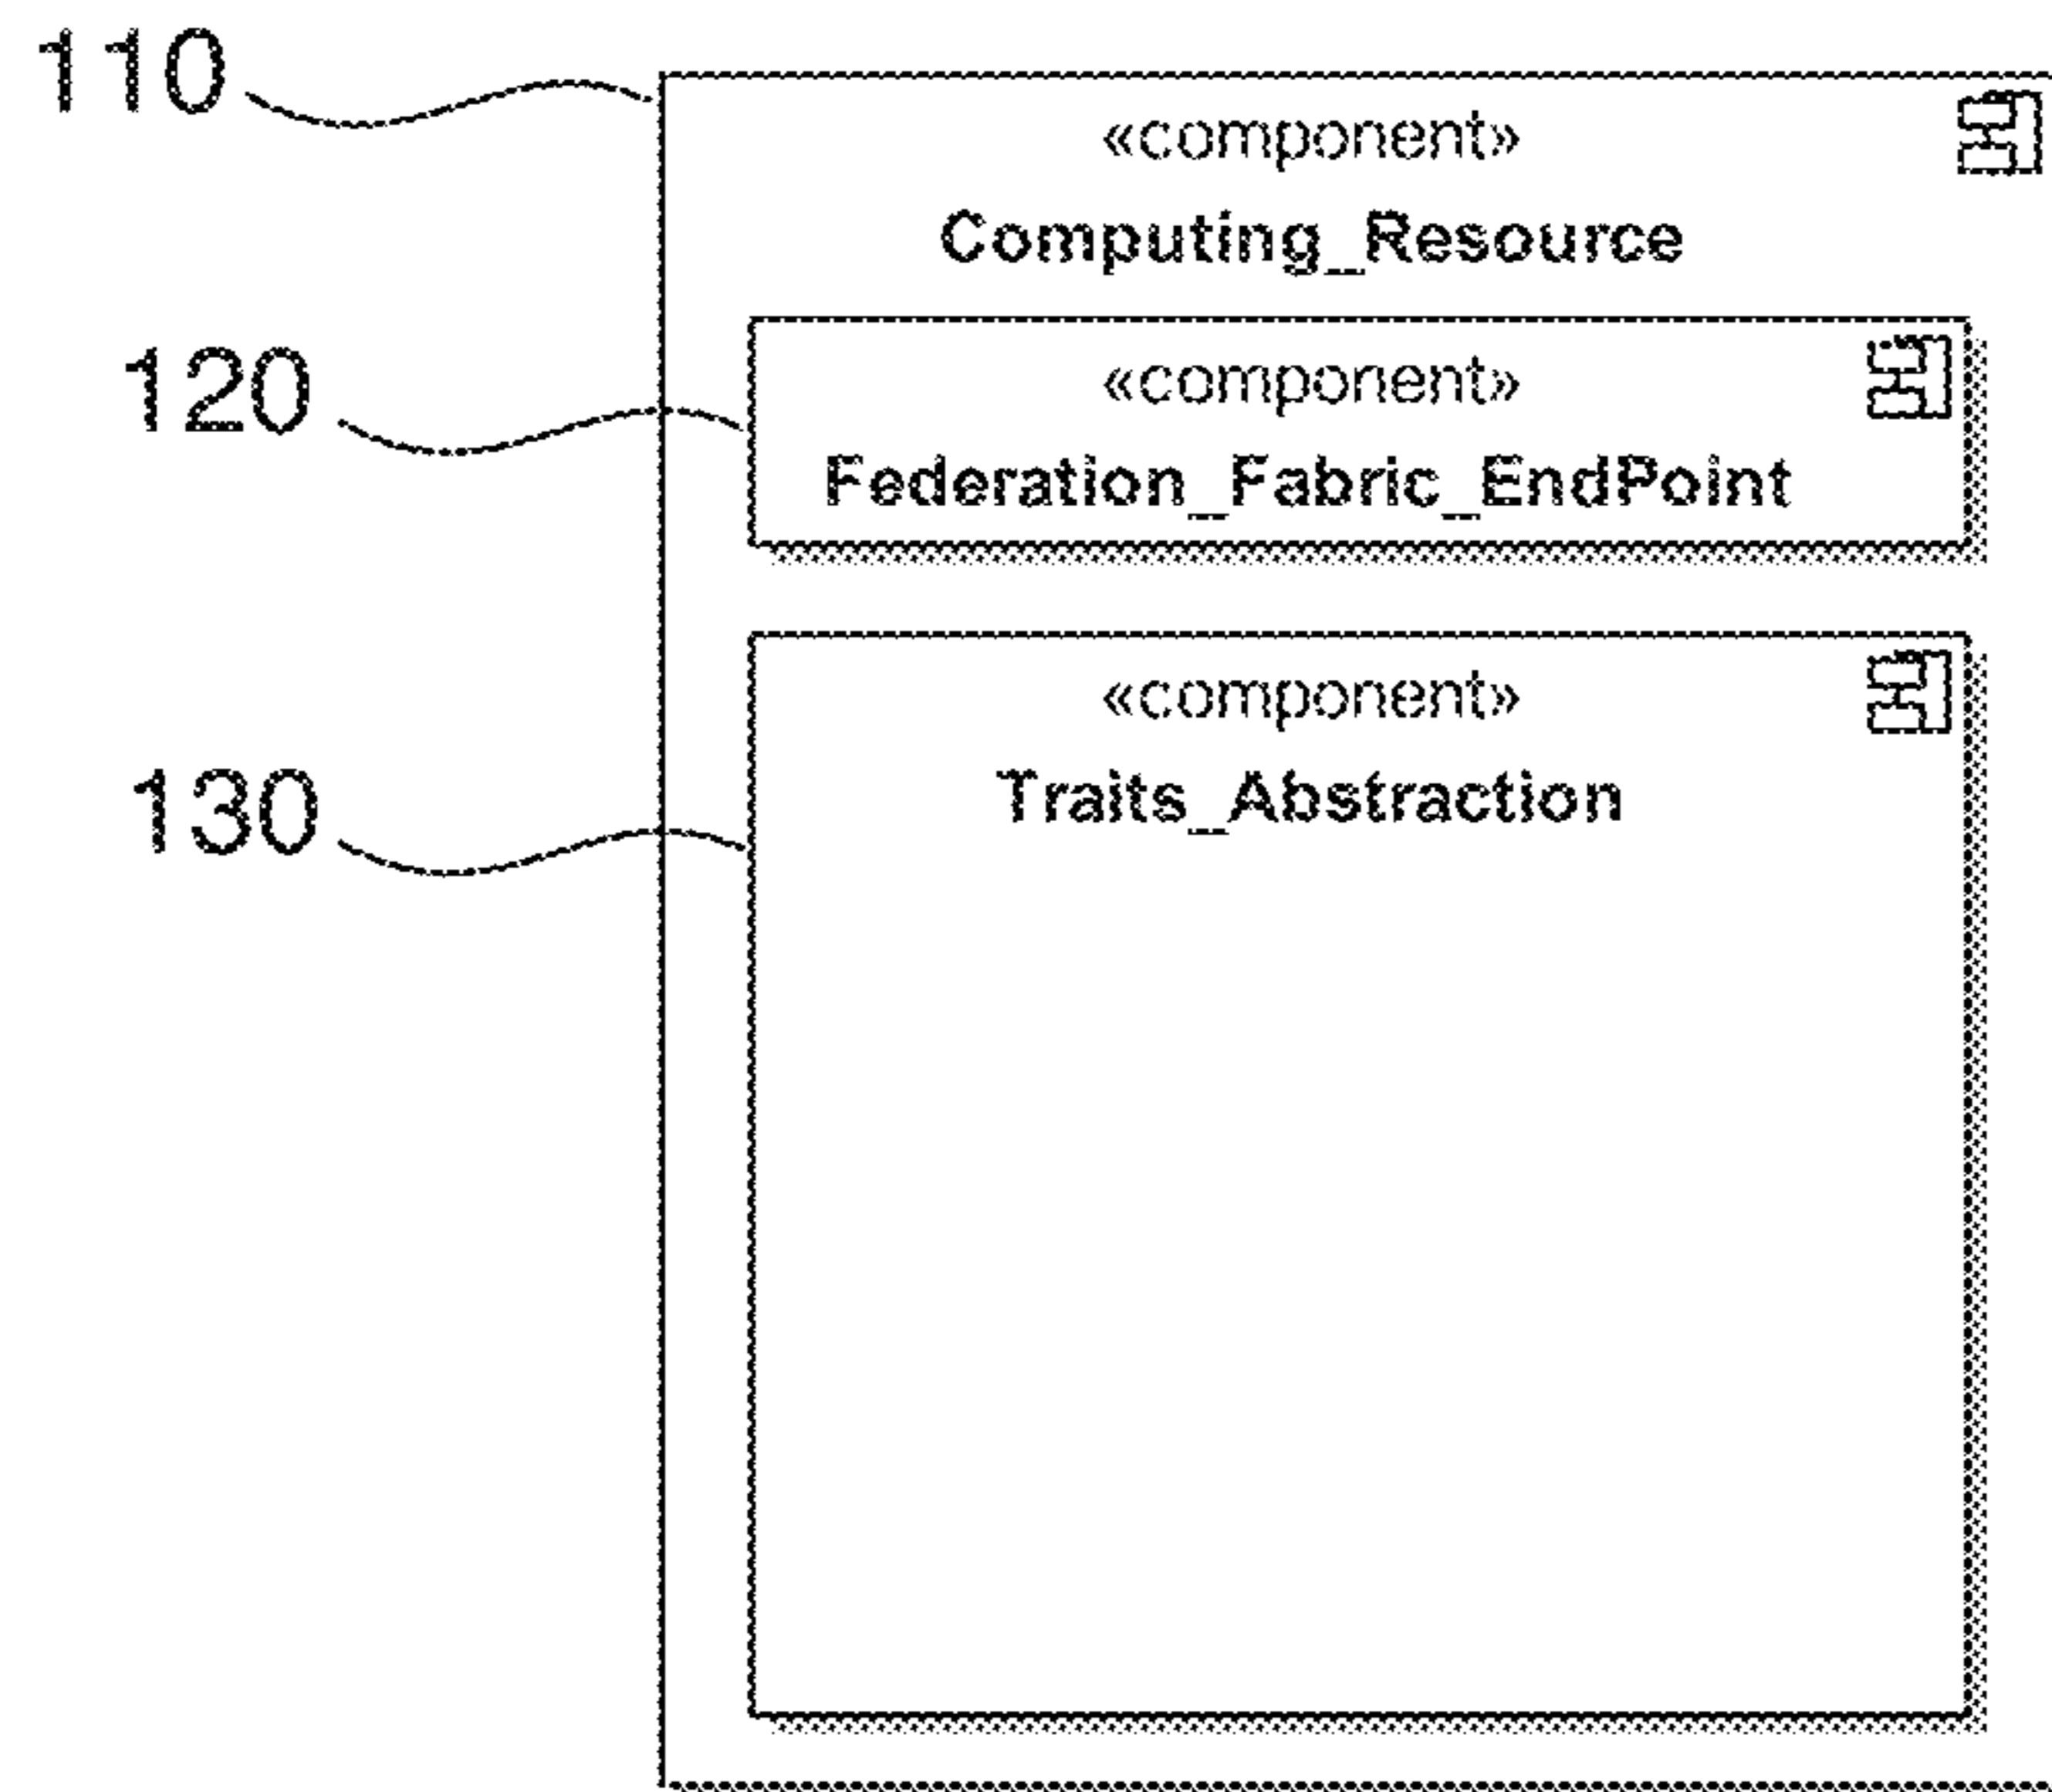 110
«component»
Computing_Resource
120
«component»
Federation_Fabric_EndPoint
«component»
130
Traits_Abstraction